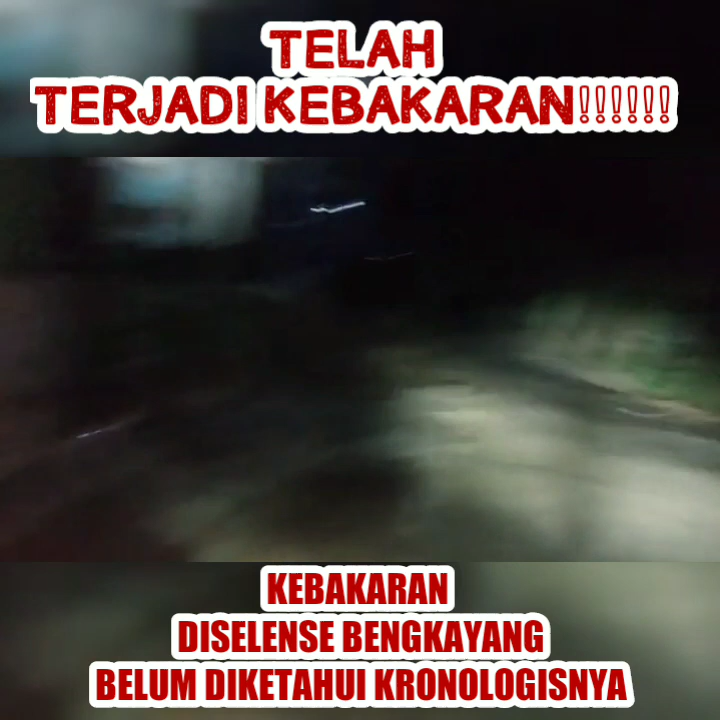 TELAH
TERJADI KEBAKARAN!!!!!!
KEBAKARAN
DISELENSE BENGKAYANG
BELUM DIKETAHUI KRONOLOGISNYA